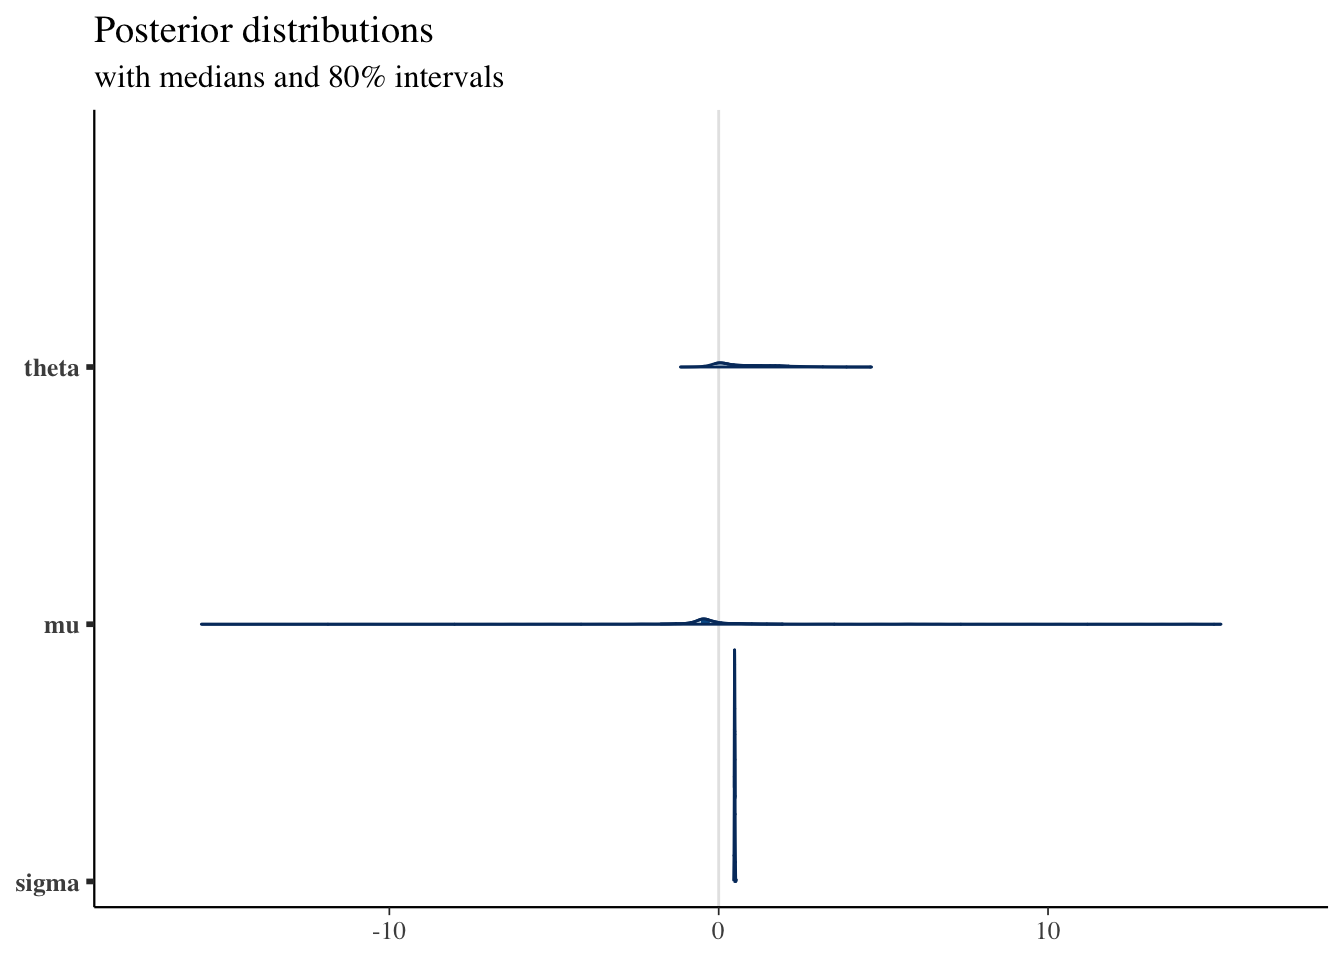 Posterior distributions
with medians and 80% intervals
theta
mu
sigma
-10
0
10